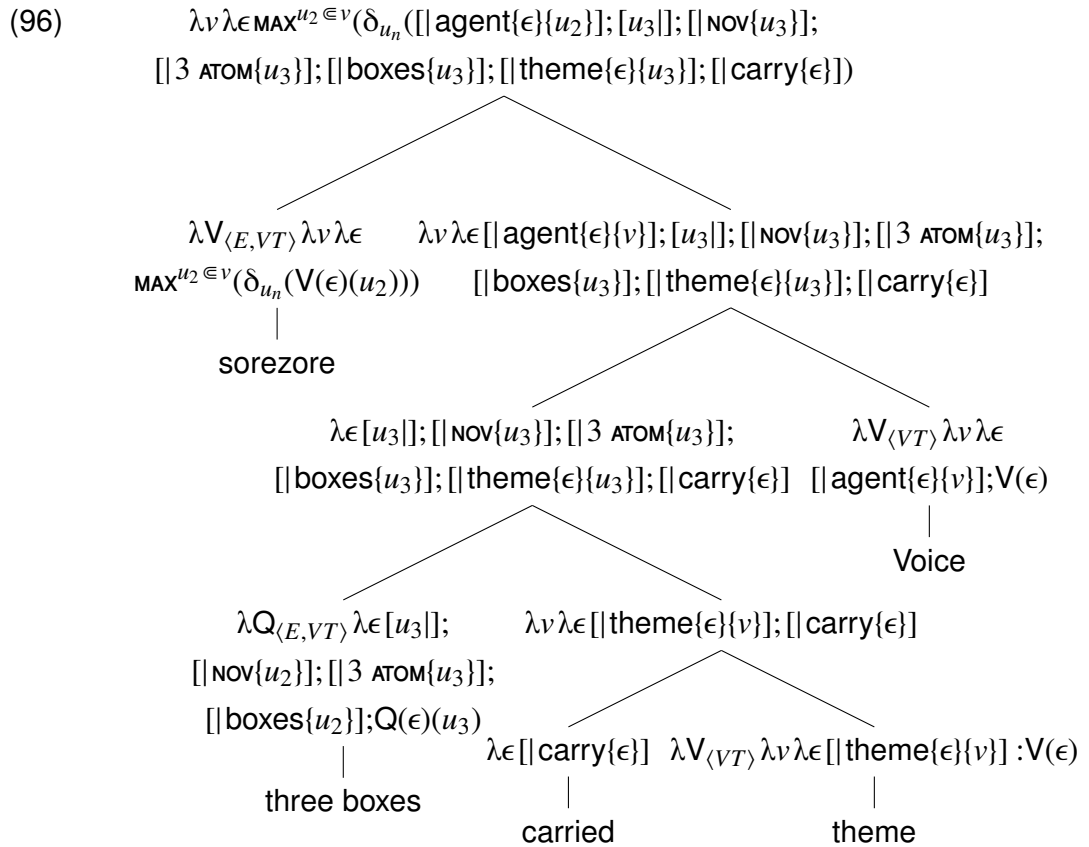 (96) λvλϵMAX^{u₂⋐v}(δ_{uₙ}([|agent{ϵ}{u₂}];[u₃|];[|NOV{u₃}];
[|3 ATOM{u₃}];[|boxes{u₃}];[|theme{ϵ}{u₃}];[|carry{ϵ}])
λV_{⟨E,VT⟩}λvλϵ
MAX^{u₂⋐v}(δ_{uₙ}(V(ϵ)(u₂)))
sorezore
λvλϵ[|agent{ϵ}{v}];[u₃|];[|NOV{u₃}];[|3 ATOM{u₃}];
[|boxes{u₃}];[|theme{ϵ}{u₃}];[|carry{ϵ}]
λϵ[u₃|];[|NOV{u₃}];[|3 ATOM{u₃}];
[|boxes{u₃}];[|theme{ϵ}{u₃}];[|carry{ϵ}]
λV_{⟨VT⟩}λvλϵ
[|agent{ϵ}{v}];V(ϵ)
Voice
λQ_{⟨E,VT⟩}λϵ[u₃|];
[|NOV{u₂}];[|3 ATOM{u₃}];
[|boxes{u₂}];Q(ϵ)(u₃)
three boxes
λvλϵ[|theme{ϵ}{v}];[|carry{ϵ}]
λϵ[|carry{ϵ}]
carried
λV_{⟨VT⟩}λvλϵ[|theme{ϵ}{v}] :V(ϵ)
theme